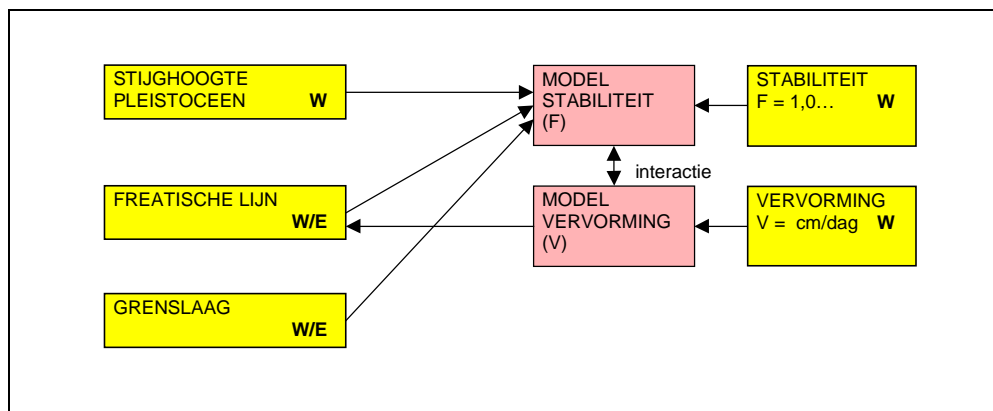 STIJGHOOGTE
PLEISTOCEEN W
MODEL
STABILITEIT
(F)
STABILITEIT
F = 1,0… W
interactie
FREATISCHE LIJN
W/E
MODEL
VERVORMING
(V)
VERVORMING
V = cm/dag W
GRENSLAAG
W/E